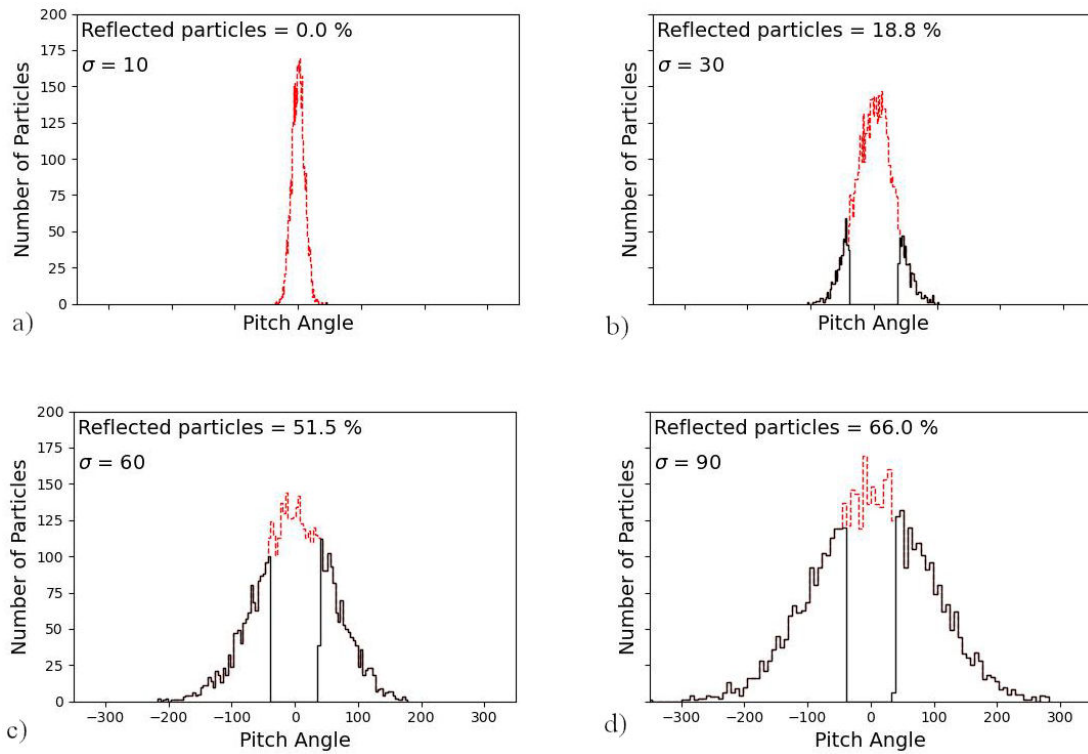 200
175
150
125
100
75
50
25
0
Number of Particles
Reflected particles = 0.0 %
σ = 10
Pitch Angle
a)
Number of Particles
Reflected particles = 18.8 %
σ = 30
Pitch Angle
b)
200
175
150
125
100
75
50
25
0
Number of Particles
Reflected particles = 51.5 %
σ = 60
−300 −200 −100 0 100 200 300
Pitch Angle
c)
Number of Particles
Reflected particles = 66.0 %
σ = 90
−300 −200 −100 0 100 200 300
Pitch Angle
d)